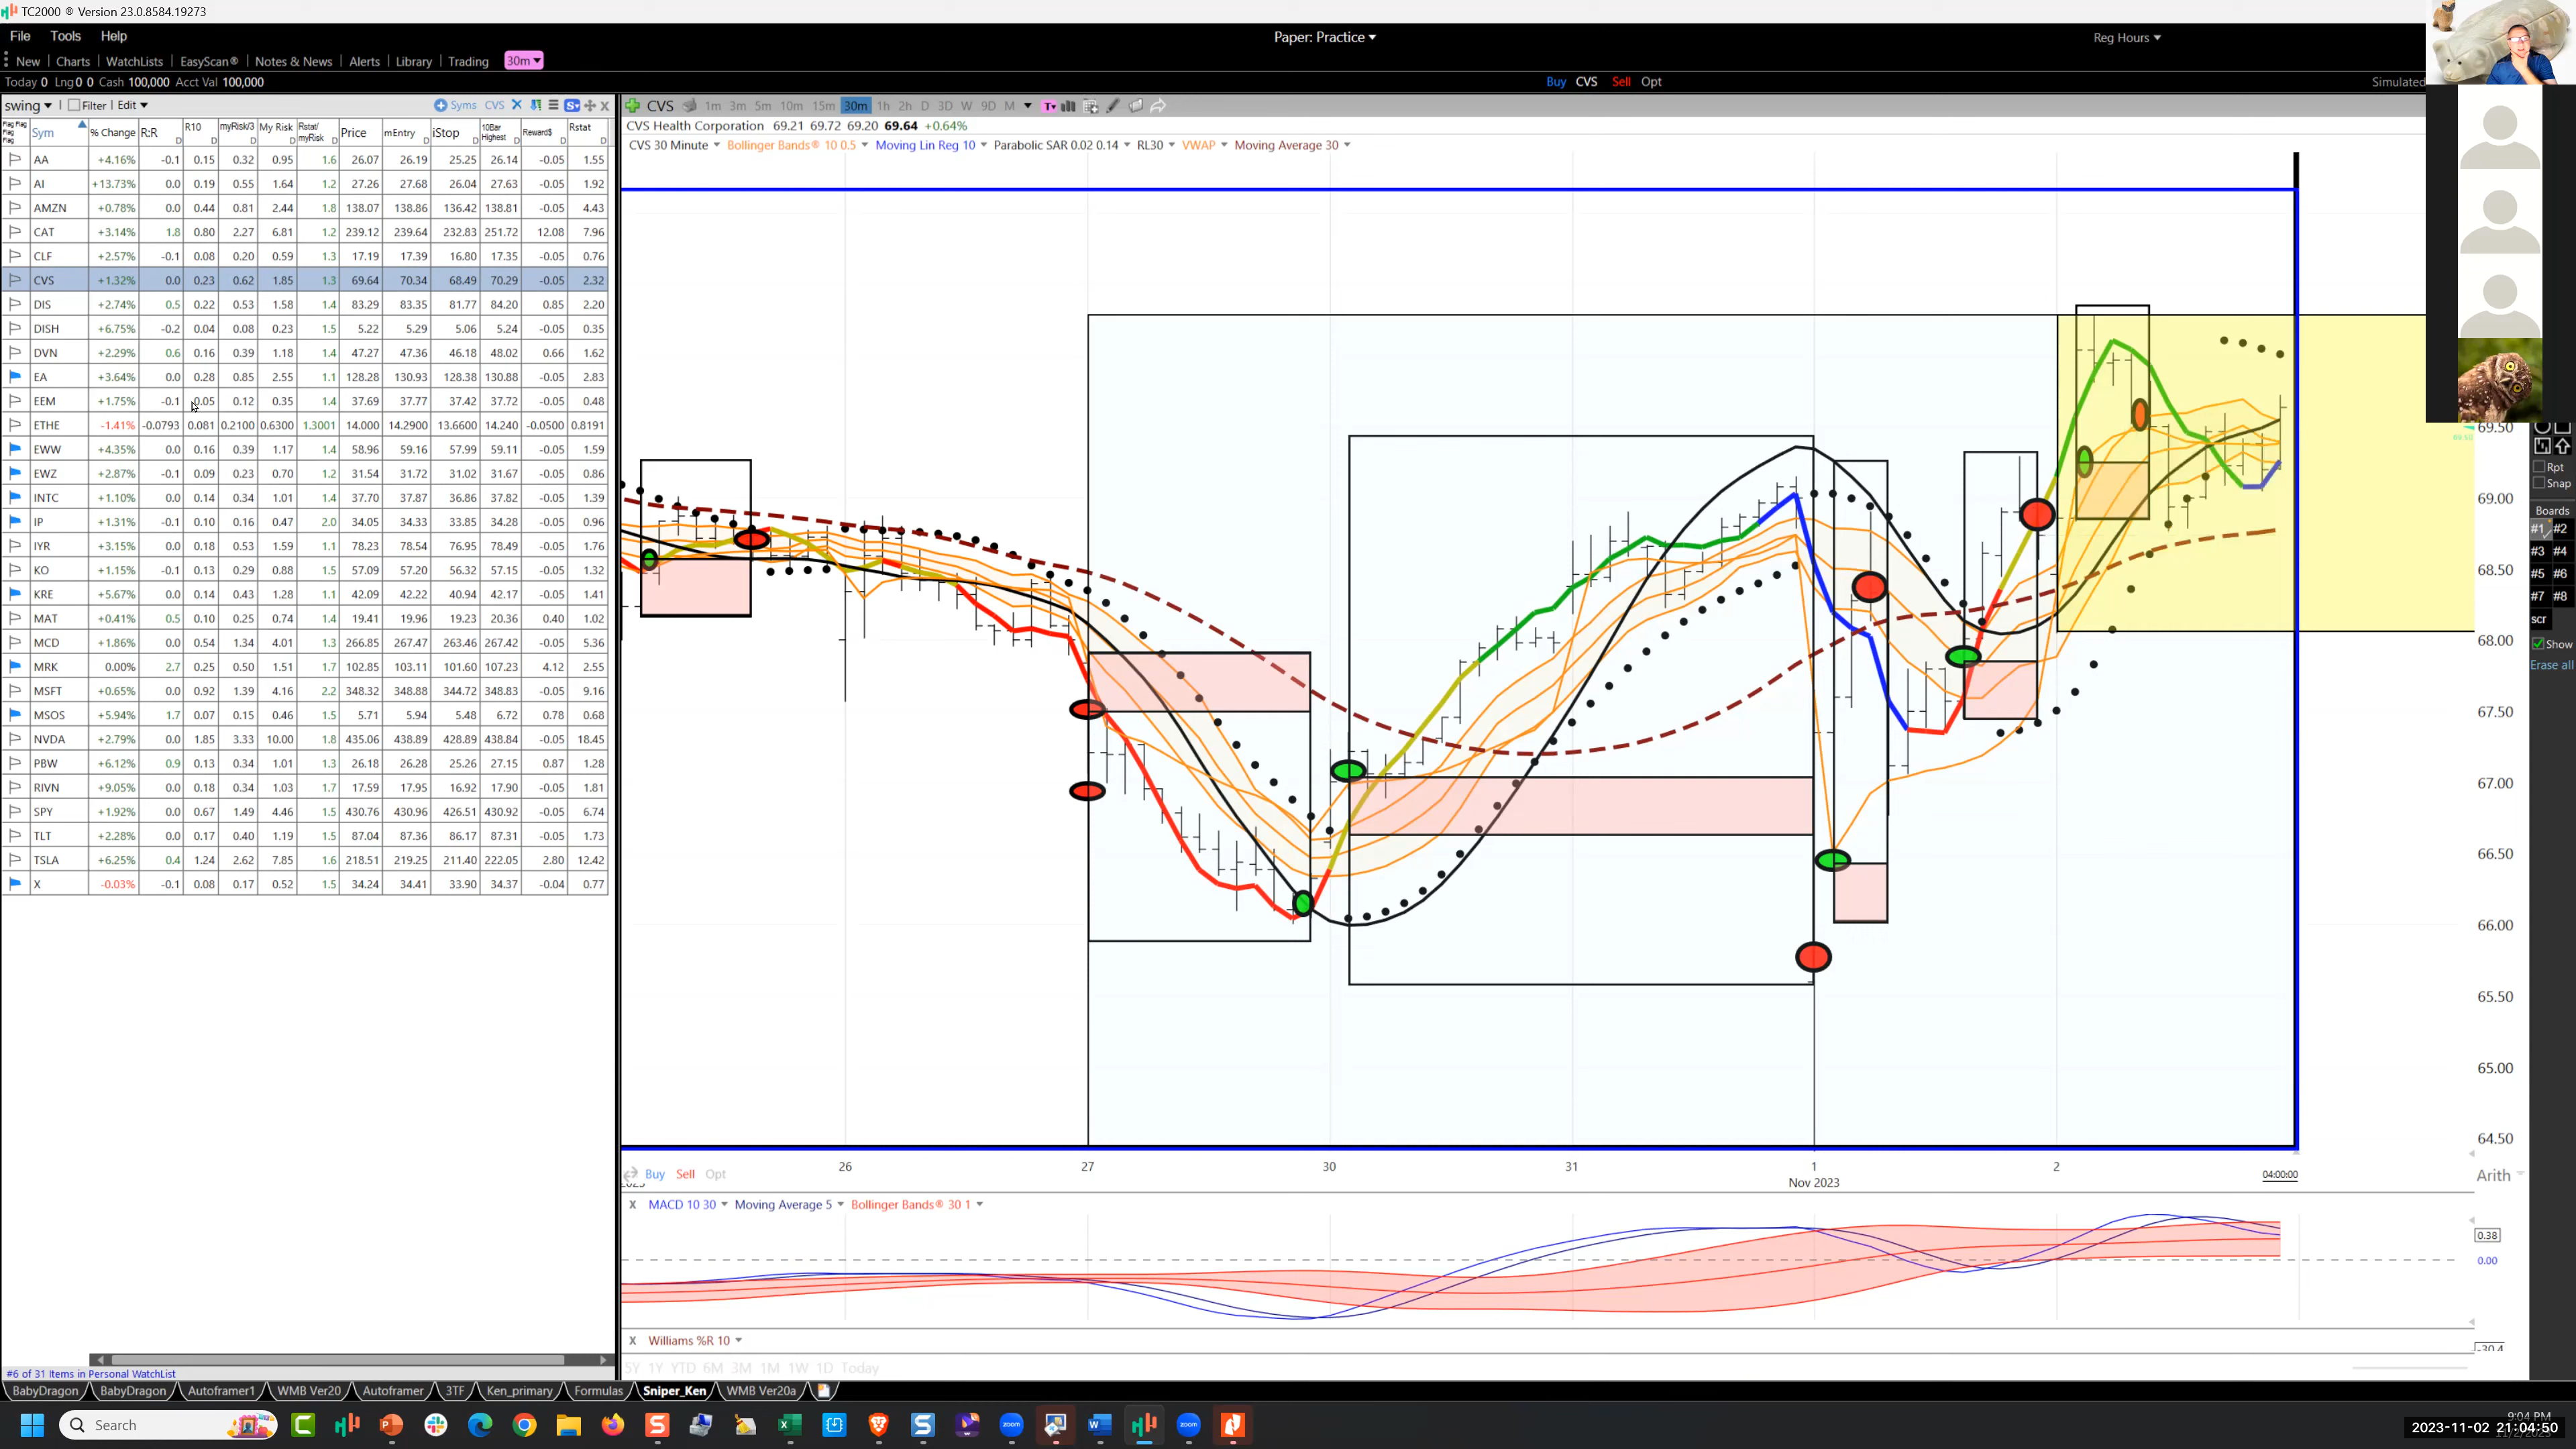 TC2000 ® Version 23.0.8584.19273
File Tools Help
Paper: Practice
Reg Hours
New Charts WatchLists EasyScan® Notes & News Alerts Library Trading 30m
Today 0 Lng0 0 Cash 100,000 Acct Val 100,000
Buy CVS Sell Opt
Simulated
swing Filter Edit Syms CVS X S
CVS 1m 3m 5m 10m 15m 30m 1h 2h D 3D W 9D M T
CVS Health Corporation 69.21 69.72 69.20 69.64 +0.64%
CVS 30 Minute Bollinger Bands® 10 0.5 Moving Lin Reg 10 Parabolic SAR 0.02 0.14 RL30 VWAP Moving Average 30
Flag Flag Flag Flag Sym % Change R:R R10 myRisk/3 My Risk Rstat/myRisk Price mEntry iStop 10Bar Highest Reward$ Rstat
AA +4.16% -0.1 0.15 0.32 0.95 1.6 26.07 26.19 25.25 26.14 -0.05 1.55
AI +13.73% 0.0 0.19 0.55 1.64 1.2 27.26 27.68 26.04 27.63 -0.05 1.92
AMZN +0.78% 0.0 0.44 0.81 2.44 1.8 138.07 138.86 136.42 138.81 -0.05 4.43
CAT +3.14% 1.8 0.80 2.27 6.81 1.2 239.12 239.64 232.83 251.72 12.08 7.96
CLF +2.57% -0.1 0.08 0.20 0.59 1.3 17.19 17.39 16.80 17.35 -0.05 0.76
CVS +1.32% 0.0 0.23 0.62 1.85 1.3 69.64 70.34 68.49 70.29 -0.05 2.32
DIS +2.74% 0.5 0.22 0.53 1.58 1.4 83.29 83.35 81.77 84.20 0.85 2.20
DISH +6.75% -0.2 0.04 0.08 0.23 1.5 5.22 5.29 5.06 5.24 -0.05 0.35
DVN +2.29% 0.6 0.16 0.39 1.18 1.4 47.27 47.36 46.18 48.02 0.66 1.62
EA +3.64% 0.0 0.28 0.85 2.55 1.1 128.28 130.93 128.38 130.88 -0.05 2.83
EEM +1.75% -0.1 0.05 0.12 0.35 1.4 37.69 37.77 37.42 37.72 -0.05 0.48
ETHE -1.41% -0.0793 0.081 0.2100 0.6300 1.3001 14.000 14.2900 13.6600 14.240 -0.0500 0.8191
EWW +4.35% 0.0 0.16 0.39 1.17 1.4 58.96 59.16 57.99 59.11 -0.05 1.59
EWZ +2.87% -0.1 0.09 0.23 0.70 1.2 31.54 31.72 31.02 31.67 -0.05 0.86
INTC +1.10% 0.0 0.14 0.34 1.01 1.4 37.70 37.87 36.86 37.82 -0.05 1.39
IP +1.31% -0.1 0.10 0.16 0.47 2.0 34.05 34.33 33.85 34.28 -0.05 0.96
IYR +3.15% 0.0 0.18 0.53 1.59 1.1 78.23 78.54 76.95 78.49 -0.05 1.76
KO +1.15% -0.1 0.13 0.29 0.88 1.5 57.09 57.20 56.32 57.15 -0.05 1.32
KRE +5.67% 0.0 0.14 0.43 1.28 1.1 42.09 42.22 40.94 42.17 -0.05 1.41
MAT +0.41% 0.5 0.10 0.25 0.74 1.4 19.41 19.96 19.23 20.36 0.40 1.02
MCD +1.86% 0.0 0.54 1.34 4.01 1.3 266.85 267.47 263.46 267.42 -0.05 5.36
MRK 0.00% 2.7 0.25 0.50 1.51 1.7 102.85 103.11 101.60 107.23 4.12 2.55
MSFT +0.65% 0.0 0.92 1.39 4.16 2.2 348.32 348.88 344.72 348.83 -0.05 9.16
MSOS +5.94% 1.7 0.07 0.15 0.46 1.5 5.71 5.94 5.48 6.72 0.78 0.68
NVDA +2.79% 0.0 1.85 3.33 10.00 1.8 435.06 438.89 428.89 438.84 -0.05 18.45
PBW +6.12% 0.9 0.13 0.34 1.01 1.3 26.18 26.28 25.26 27.15 0.87 1.28
RIVN +9.05% 0.0 0.18 0.34 1.03 1.7 17.59 17.95 16.92 17.90 -0.05 1.81
SPY +1.92% 0.0 0.67 1.49 4.46 1.5 430.76 430.96 426.51 430.92 -0.05 6.74
TLT +2.28% 0.0 0.17 0.40 1.19 1.5 87.04 87.36 86.17 87.31 -0.05 1.73
TSLA +6.25% 0.4 1.24 2.62 7.85 1.6 218.51 219.25 211.40 222.05 2.80 12.42
X -0.03% -0.1 0.08 0.17 0.52 1.5 34.24 34.41 33.90 34.37 -0.04 0.77
69.50
69.00
68.50
68.00
67.50
67.00
66.50
66.00
65.50
65.00
64.50
Rpt
Snap
Boards
#1 #2
#3 #4
#5 #6
#7 #8
scr
Show
Erase all
26 27 30 31 1 2
Buy Sell Opt
Nov 2023
04:00:00
Arith
X MACD 10 30 Moving Average 5 Bollinger Bands® 30 1
0.38
0.00
X Williams %R 10
5Y 1Y YTD 6M 3M 1M 1W 1D Today
#6 of 31 Items in Personal WatchList
BabyDragon BabyDragon Autoframer1 WMB Ver20 Autoframer 3TF Ken_primary Formulas Sniper_Ken WMB Ver20a
Search
zoom
zoom
9:04 PM
2023-11-02 21:04:50